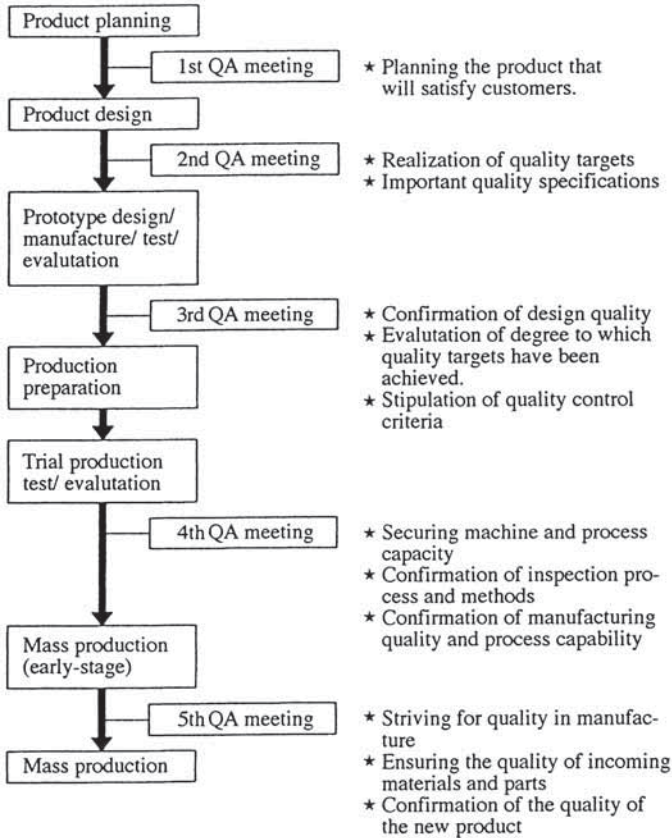 Product planning
1st QA meeting
★ Planning the product that
will satisfy customers.
Product design
2nd QA meeting
★ Realization of quality targets
★ Important quality specifications
Prototype design/
manufacture/ test/
evalutation
3rd QA meeting
★ Confirmation of design quality
★ Evalutation of degree to which
quality targets have been
achieved.
★ Stipulation of quality control
criteria
Production
preparation
Trial production
test/ evalutation
4th QA meeting
★ Securing machine and process
capacity
★ Confirmation of inspection pro-
cess and methods
★ Confirmation of manufacturing
quality and process capability
Mass production
(early-stage)
5th QA meeting
★ Striving for quality in manufac-
ture
★ Ensuring the quality of incoming
materials and parts
★ Confirmation of the quality of
the new product
Mass production